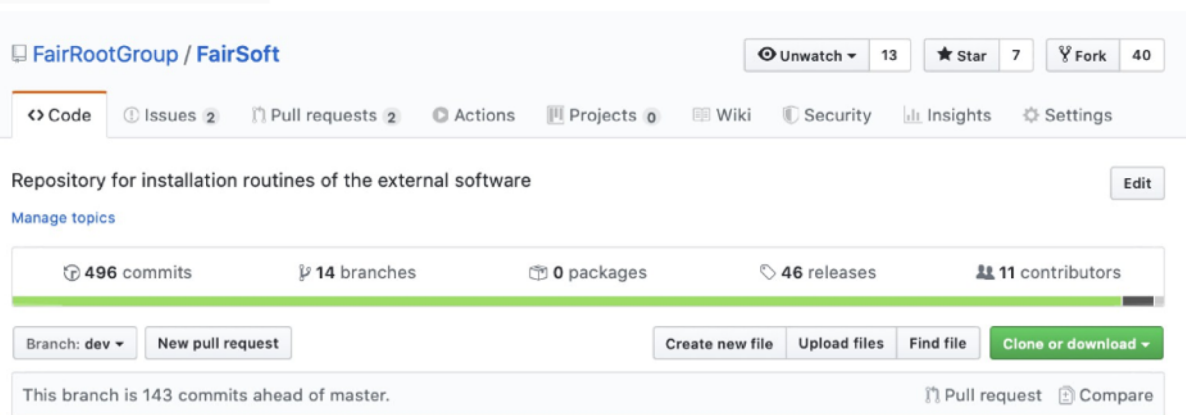 FairRootGroup / FairSoft Unwatch 13 Star 7 Fork 40
Code Issues 2 Pull requests 2 Actions Projects 0 Wiki Security Insights Settings
Repository for installation routines of the external software Edit
Manage topics
496 commits 14 branches 0 packages 46 releases 11 contributors
Branch: dev New pull request Create new file Upload files Find file Clone or download
This branch is 143 commits ahead of master. Pull request Compare